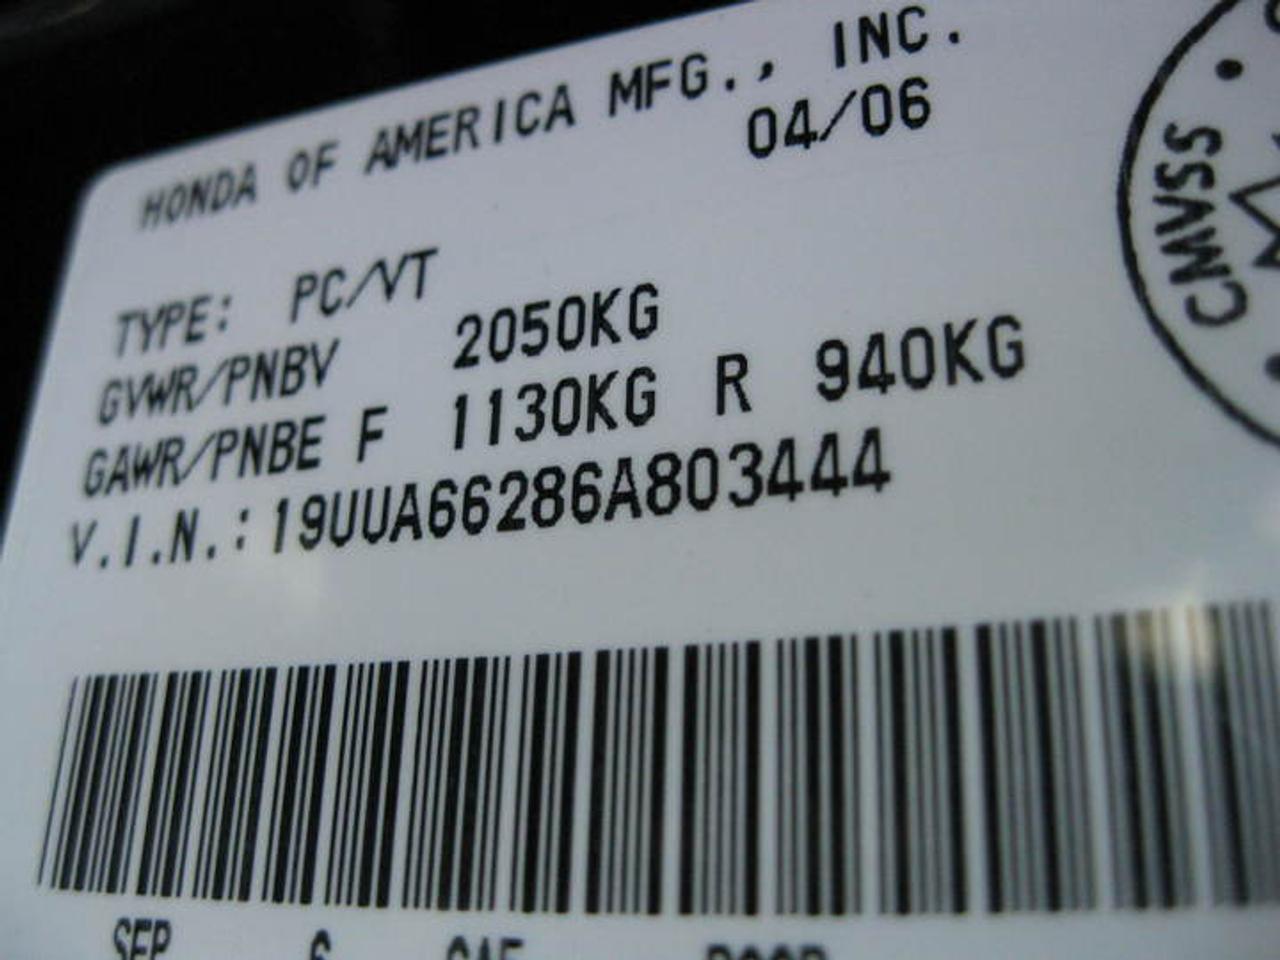 HONDA OF AMERICA MFG., INC.
04/06
TYPE: PC/VT
GVWR/PNBV 2050KG
GAWR/PNBE F 1130KG R 940KG
V.I.N.: 19UUA66286A803444
CMVSS